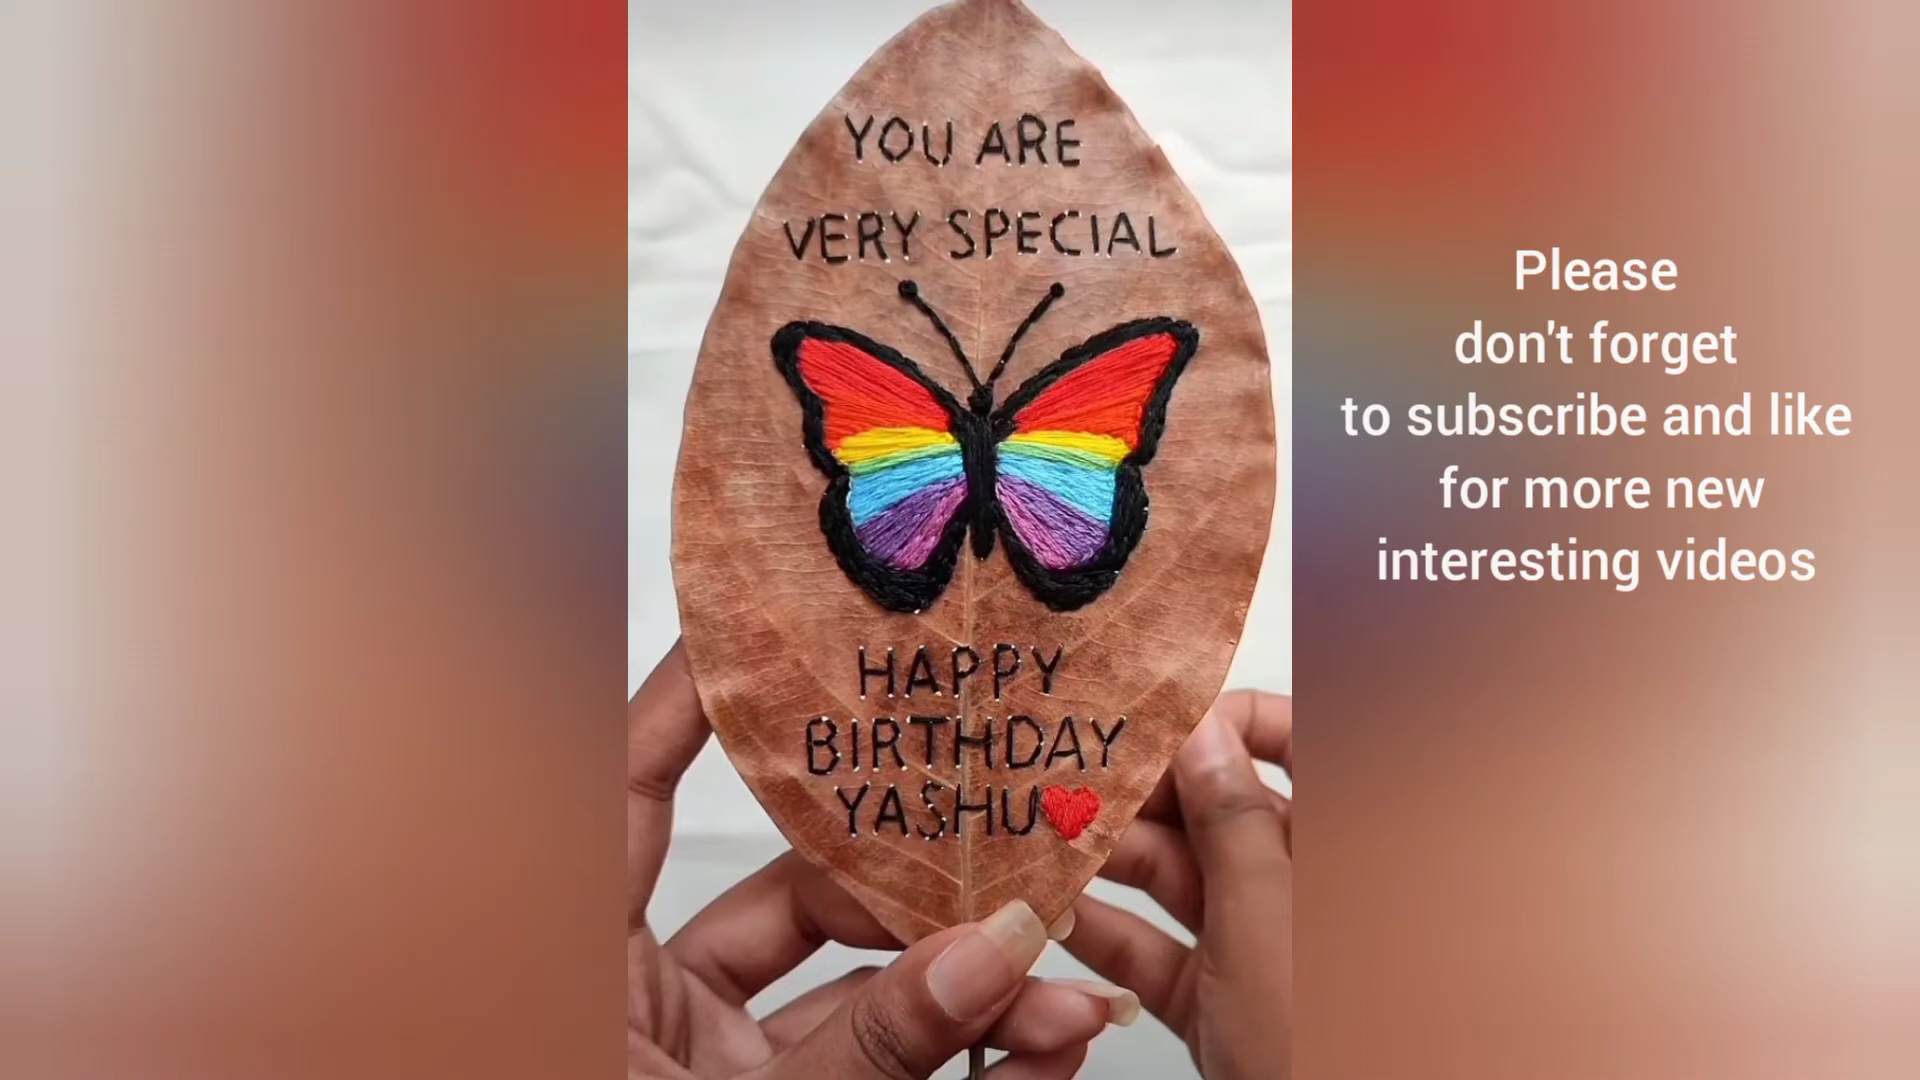 YOU ARE
VERY SPECIAL
HAPPY
BIRTHDAY
YASHU
Please
don't forget
to subscribe and like
for more new
interesting videos